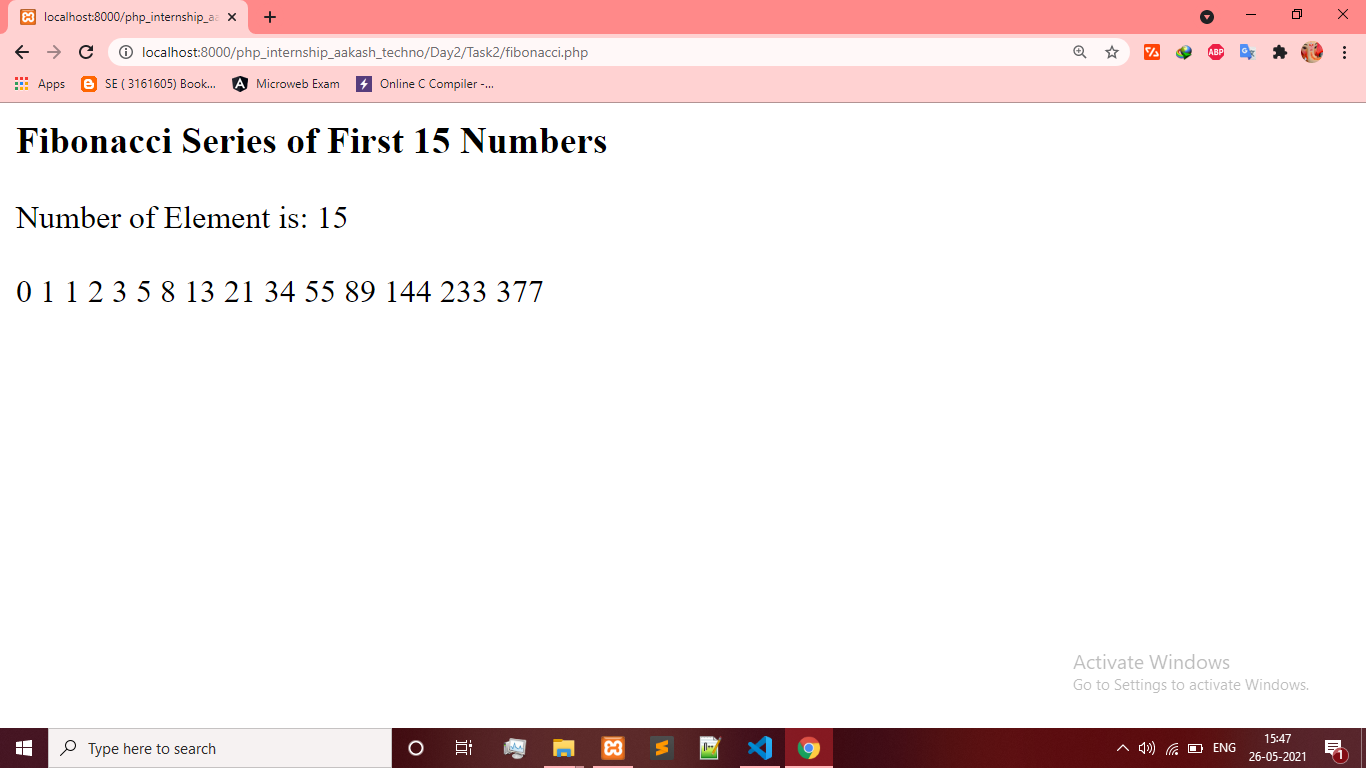 localhost:8000/php_internship_aa
localhost:8000/php_internship_aakash_techno/Day2/Task2/fibonacci.php
ABP
Apps SE ( 3161605) Book... Microweb Exam Online C Compiler -...
Fibonacci Series of First 15 Numbers
Number of Element is: 15
0 1 1 2 3 5 8 13 21 34 55 89 144 233 377
Activate Windows
Go to Settings to activate Windows.
Type here to search
ENG
15:47
26-05-2021
1